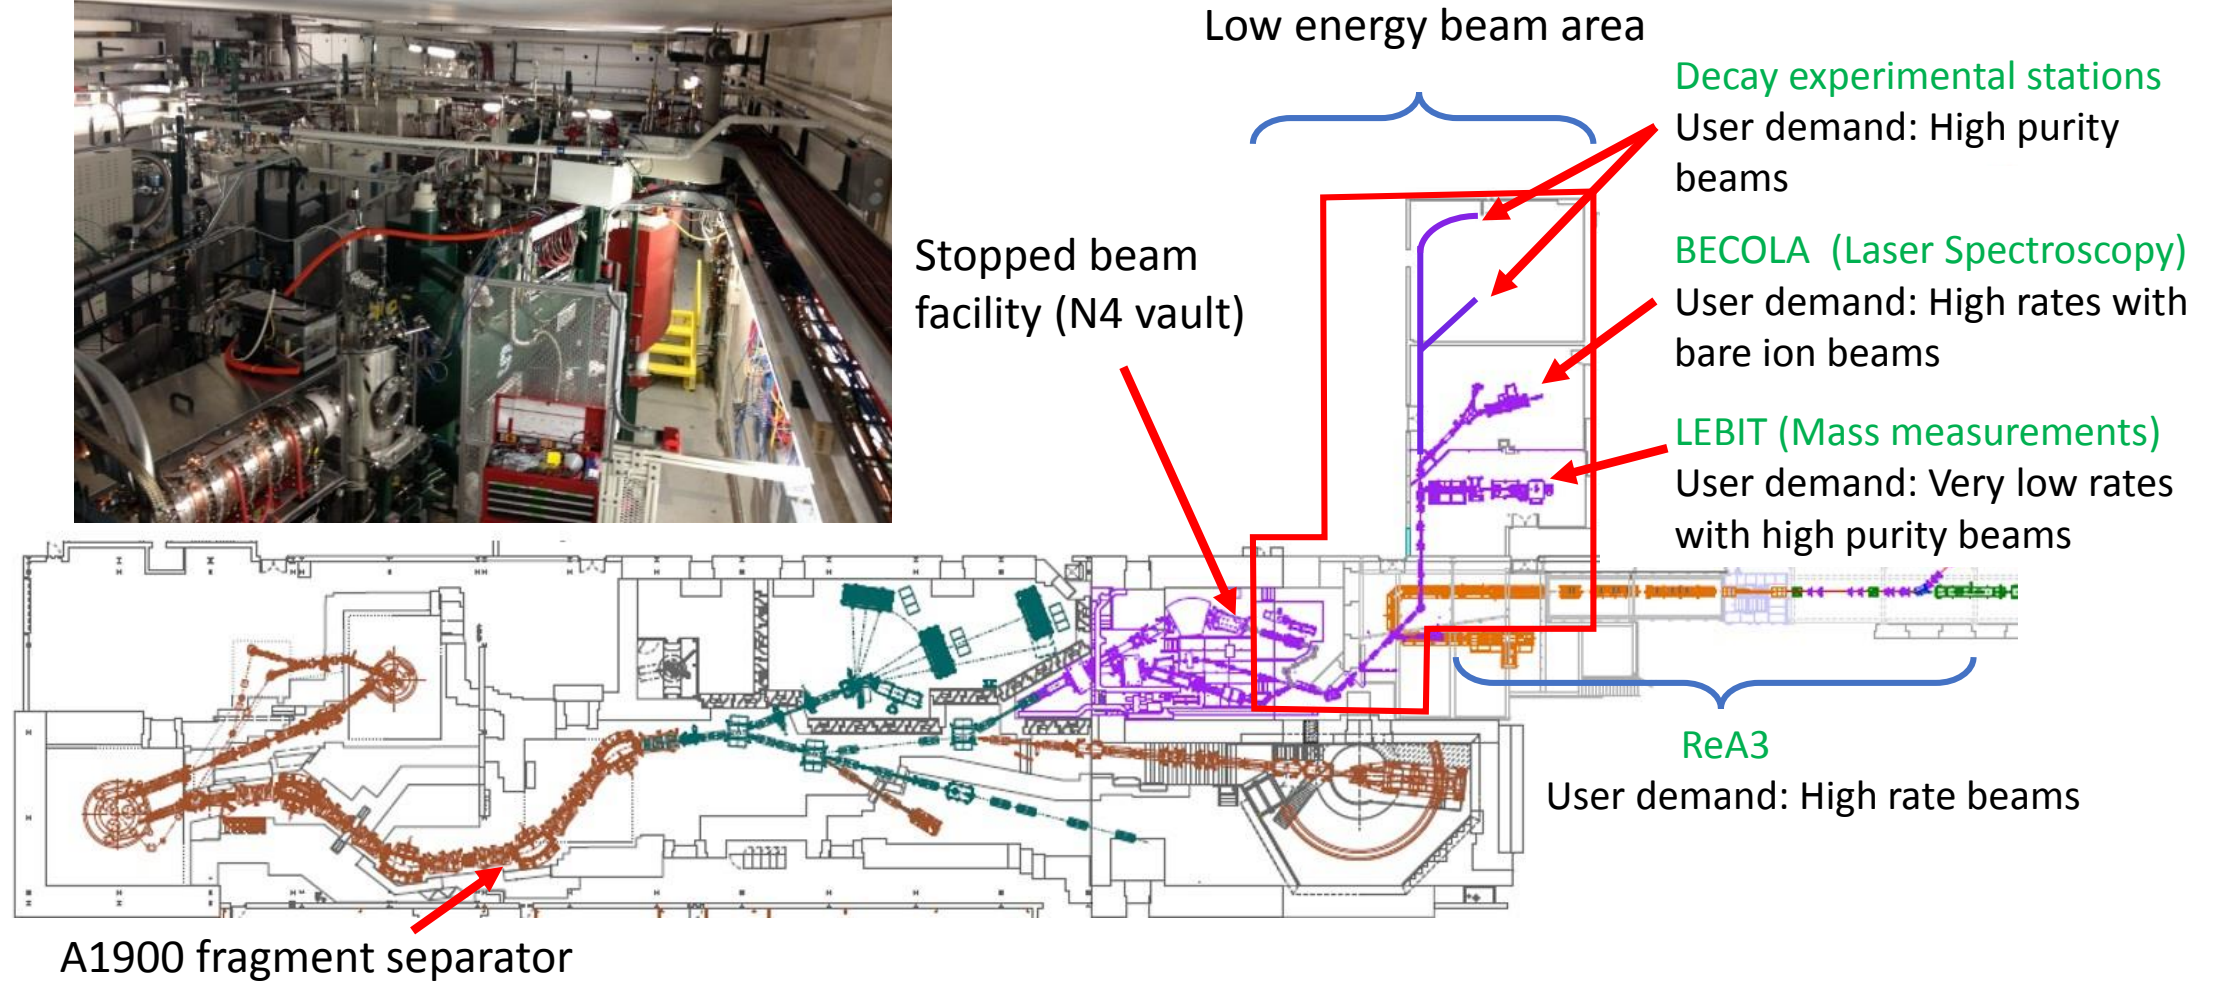 Low energy beam area
Decay experimental stations
User demand: High purity
beams
BECOLA  (Laser Spectroscopy)
User demand: High rates with
bare ion beams
LEBIT (Mass measurements)
User demand: Very low rates
with high purity beams
Stopped beam
facility (N4 vault)
ReA3
User demand: High rate beams
A1900 fragment separator